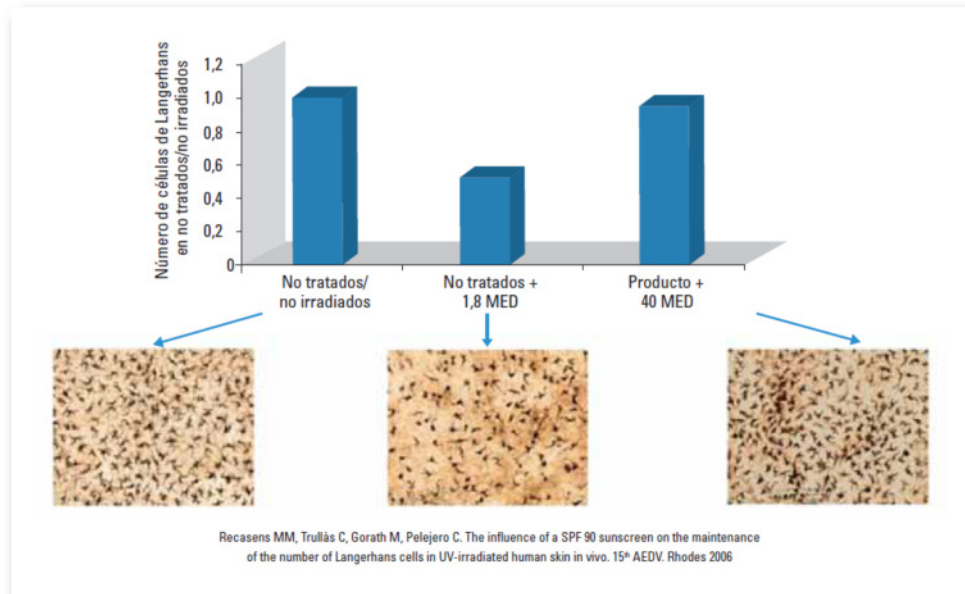 Número de células de Langerhans
en no tratados/no irradiados
1,2
1,0
0,8
0,6
0,4
0,2
0
No tratados/
no irradiados
No tratados +
1,8 MED
Producto +
40 MED
Recasens MM, Trullàs C, Gorath M, Pelejero C. The influence of a SPF 90 sunscreen on the maintenance
of the number of Langerhans cells in UV-irradiated human skin in vivo. 15th AEDV. Rhodes 2006